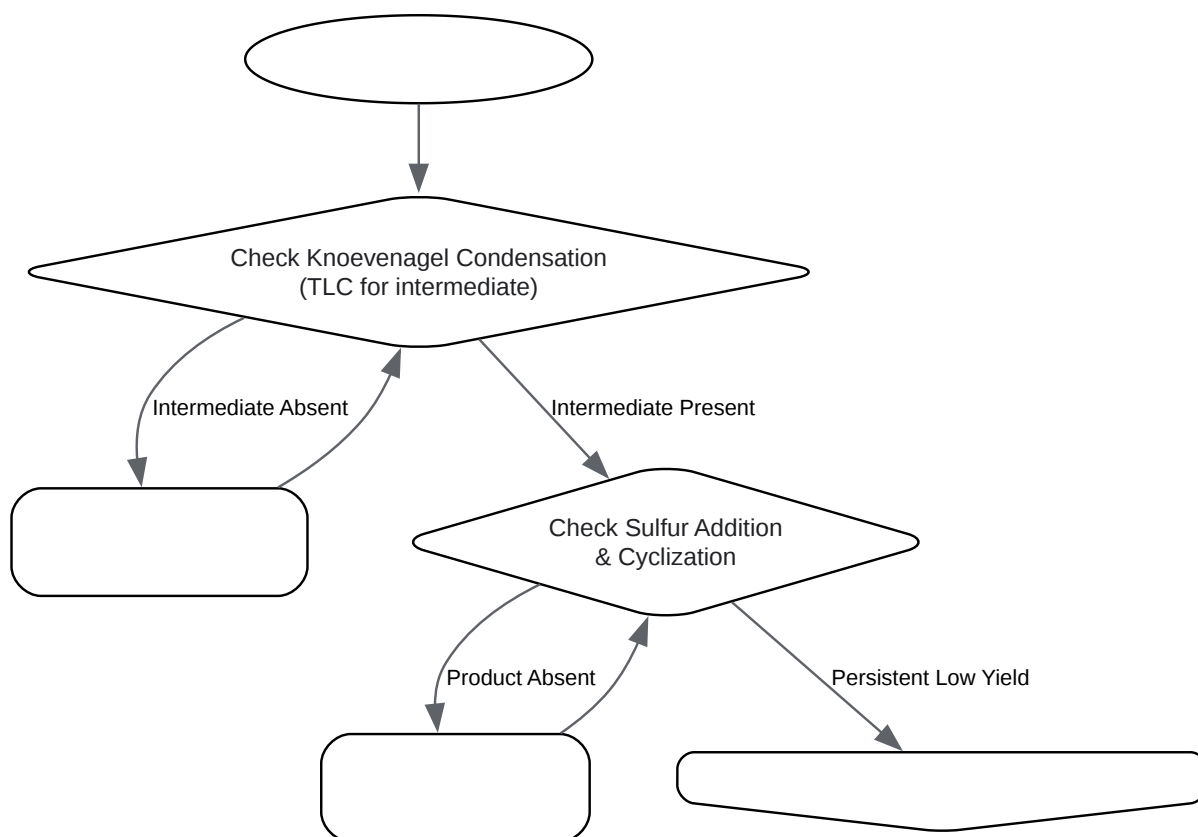 Check Knoevenagel Condensation
(TLC for intermediate)
Intermediate Absent
Intermediate Present
Check Sulfur Addition
& Cyclization
Product Absent
Persistent Low Yield